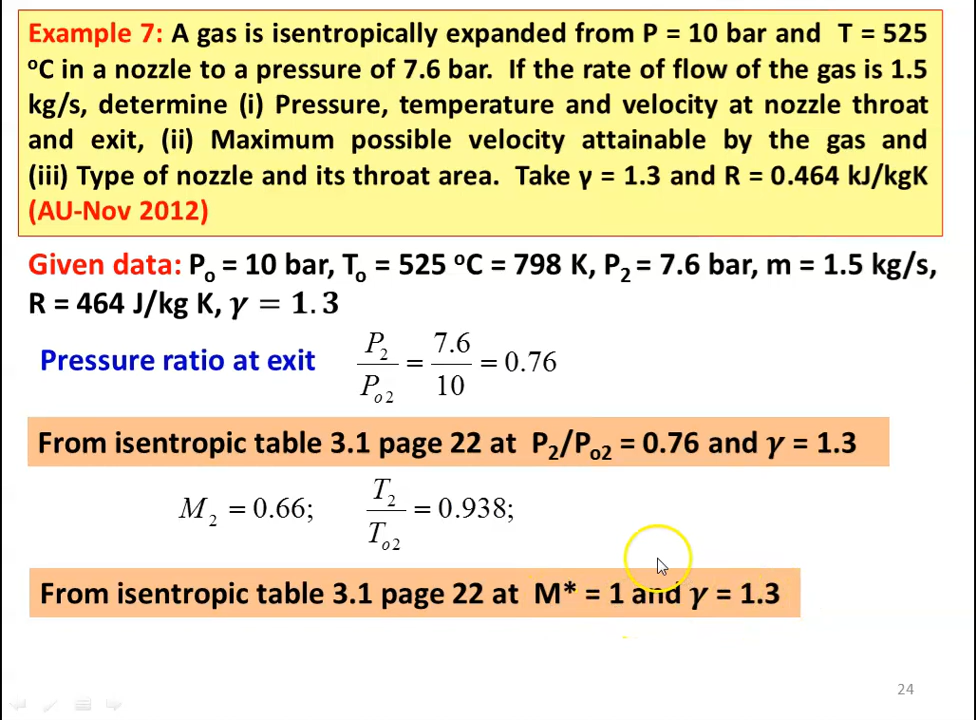 Example 7: A gas is isentropically expanded from P = 10 bar and T = 525
ºC in a nozzle to a pressure of 7.6 bar. If the rate of flow of the gas is 1.5
kg/s, determine (i) Pressure, temperature and velocity at nozzle throat
and exit, (ii) Maximum possible velocity attainable by the gas and
(iii) Type of nozzle and its throat area. Take γ = 1.3 and R = 0.464 kJ/kgK
(AU-Nov 2012)
Given data: Po = 10 bar, To = 525 ºC = 798 K, P2 = 7.6 bar, m = 1.5 kg/s,
R = 464 J/kg K, γ = 1.3
Pressure ratio at exit P2/Po2 = 7.6/10 = 0.76
From isentropic table 3.1 page 22 at P2/Po2 = 0.76 and γ = 1.3
M2 = 0.66; T2/To2 = 0.938;
From isentropic table 3.1 page 22 at M* = 1 and γ = 1.3
24